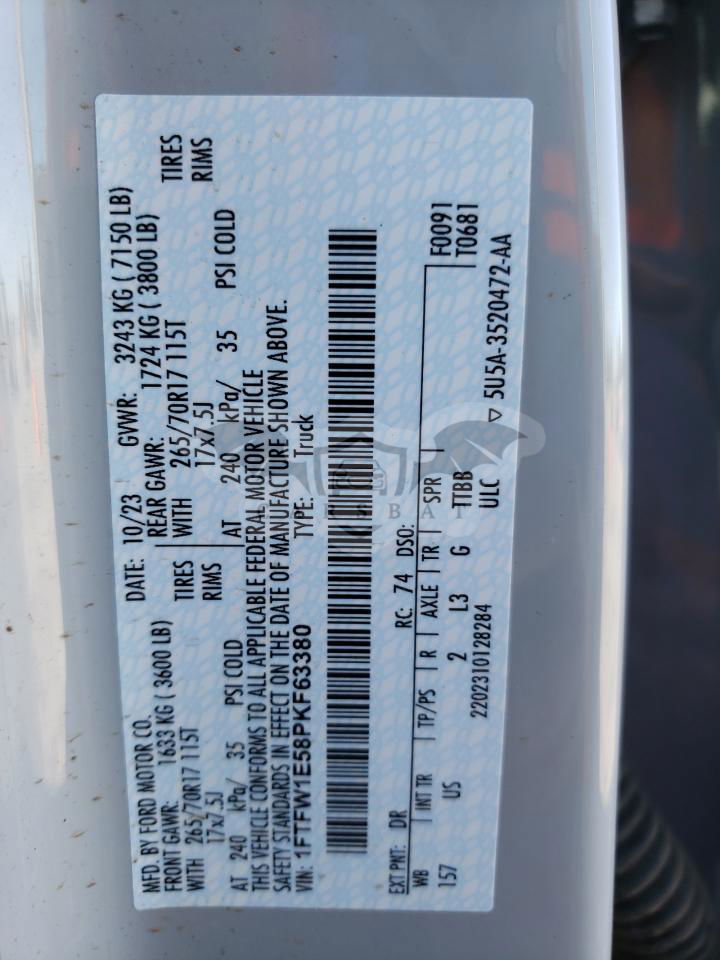 MFD. BY FORD MOTOR CO. DATE: 10/23 GVWR: 3243 KG ( 7150 LB)
FRONT GAWR: 1633 KG ( 3600 LB) REAR GAWR: 1724 KG ( 3800 LB)
WITH 265/70R17 115T TIRES WITH 265/70R17 115T TIRES
17x7.5J RIMS 17x7.5J RIMS
AT 240 kPa/ 35 PSI COLD AT 240 kPa/ 35 PSI COLD
THIS VEHICLE CONFORMS TO ALL APPLICABLE FEDERAL MOTOR VEHICLE
SAFETY STANDARDS IN EFFECT ON THE DATE OF MANUFACTURE SHOWN ABOVE.
VIN: 1FTFW1E58PKF63380 TYPE: Truck
EXT PNT: DR RC: 74 DSO: F0091
WB | INT TR | TP/PS | R | AXLE | TR | SPR T0681
157 US 2 L3 G TTBB
2202310128284 ULC ▽ 5U5A-3520472-AA